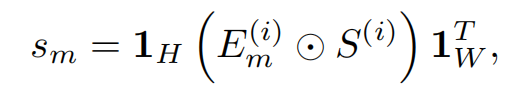 $s_m = \mathbf{1}_H \left( E_m^{(i)} \odot S^{(i)} \right) \mathbf{1}_W^T,$